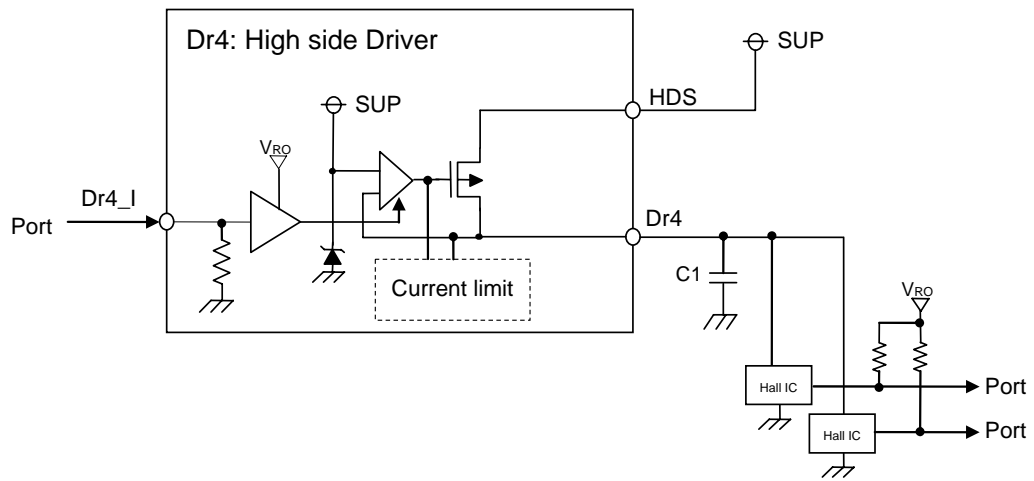 Dr4: High side Driver
SUP
SUP
HDS
VRO
Dr4_I
Port
Dr4
Current limit
C1
VRO
Hall IC
Port
Hall IC
Port